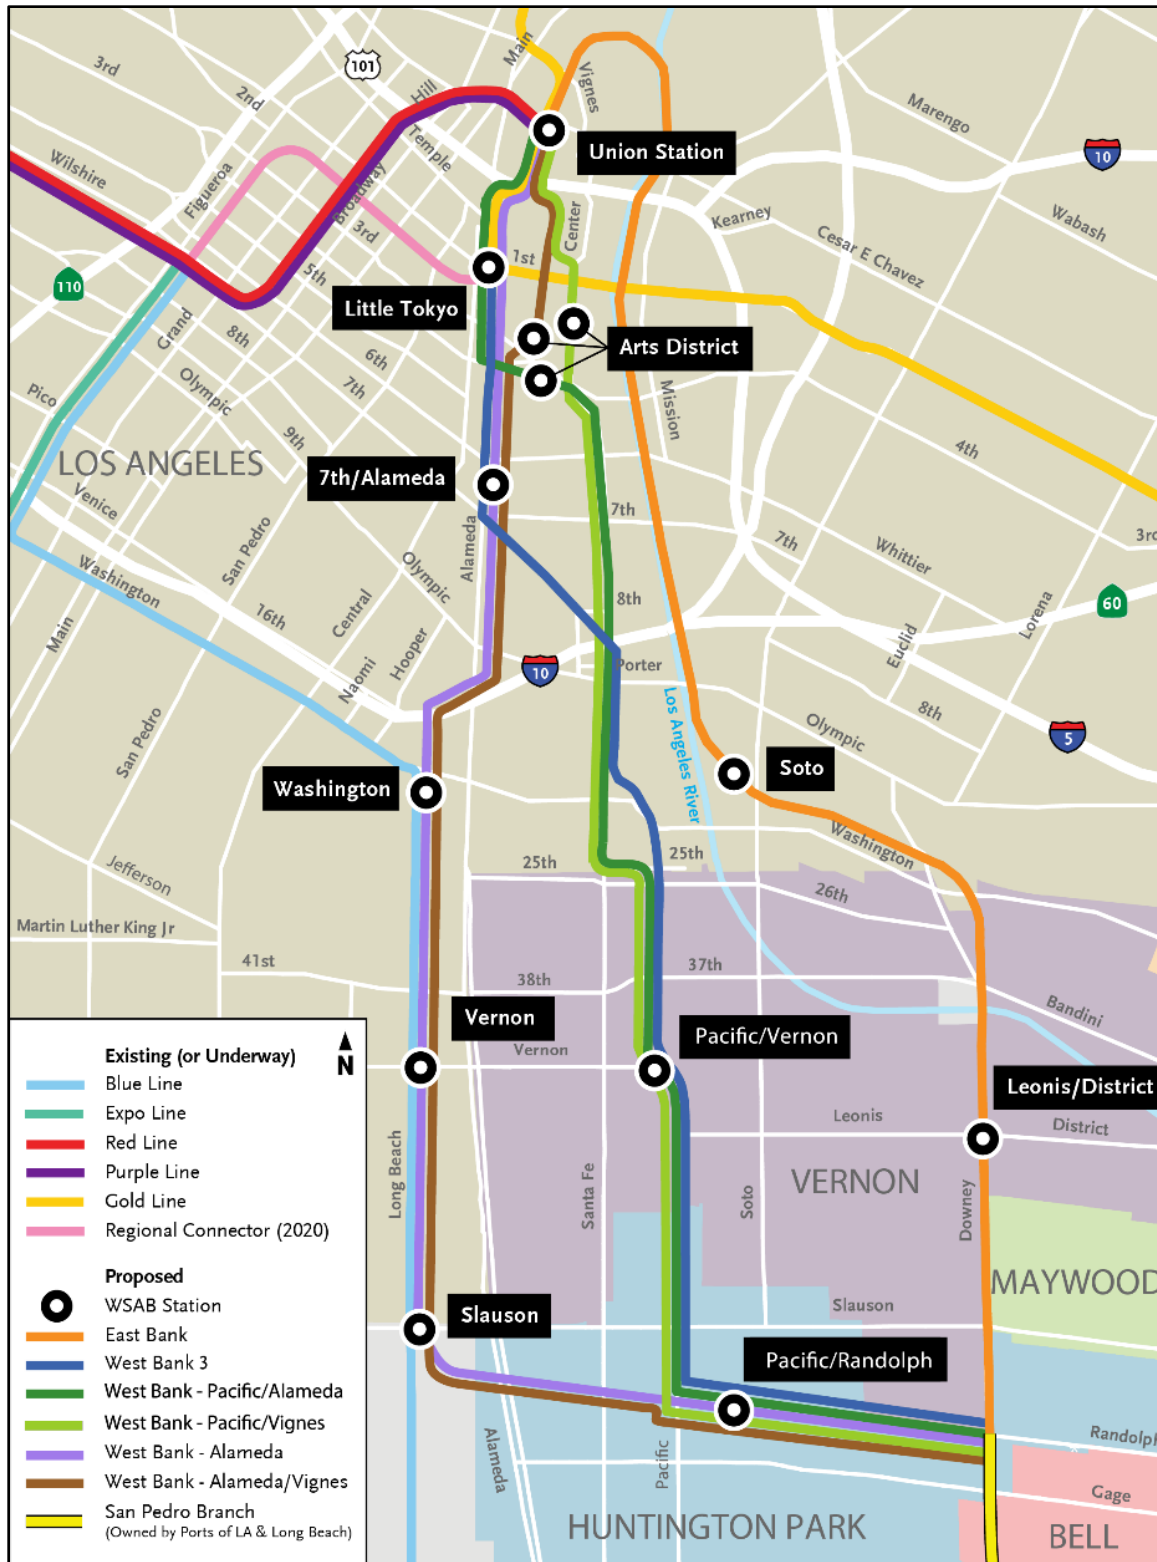 Main
101
3rd
2nd
Hill
Vignes
Marengo
10
Temple
Union Station
Wilshire
Figueroa
Broadway
3rd
Kearney
Wabash
Center
Cesar E Chavez
1st
110
5th
Little Tokyo
Grand
8th
6th
Arts District
Olympic
7th
Pico
Mission
9th
4th
LOS ANGELES
7th/Alameda
Venice
7th
7th
3rd
San Pedro
Alameda
Whittier
Washington
Olympic
8th
60
16th
Central
Lorena
Main
Hooper
Euclid
10
Porter
Naomi
Los Angeles River
8th
San Pedro
Olympic
5
Soto
Washington
Washington
Jefferson
25th
25th
26th
Martin Luther King Jr
41st
38th
37th
Bandini
Vernon
Pacific/Vernon
Vernon
Leonis/District
Leonis
District
Long Beach
Santa Fe
Soto
VERNON
Downey
MAYWOOD
Slauson
Slauson
Pacific/Randolph
Randolph
Alameda
Pacific
Gage
HUNTINGTON PARK
BELL
Existing (or Underway)
N
Blue Line
Expo Line
Red Line
Purple Line
Gold Line
Regional Connector (2020)
Proposed
WSAB Station
East Bank
West Bank 3
West Bank - Pacific/Alameda
West Bank - Pacific/Vignes
West Bank - Alameda
West Bank - Alameda/Vignes
San Pedro Branch
(Owned by Ports of LA & Long Beach)